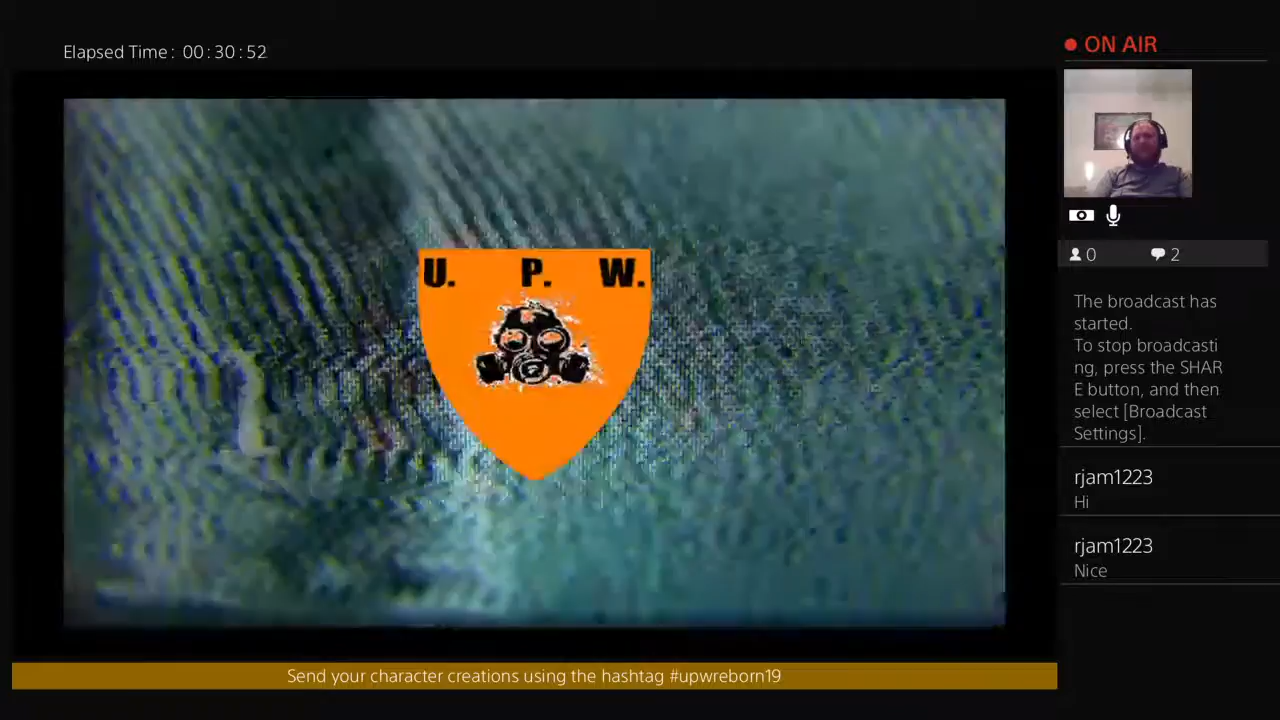 Elapsed Time: 00:30:52
ON AIR
U. P. W.
0 2
The broadcast has
started.
To stop broadcasti
ng, press the SHAR
E button, and then
select [Broadcast
Settings].
rjam1223
Hi
rjam1223
Nice
Send your character creations using the hashtag #upwreborn19